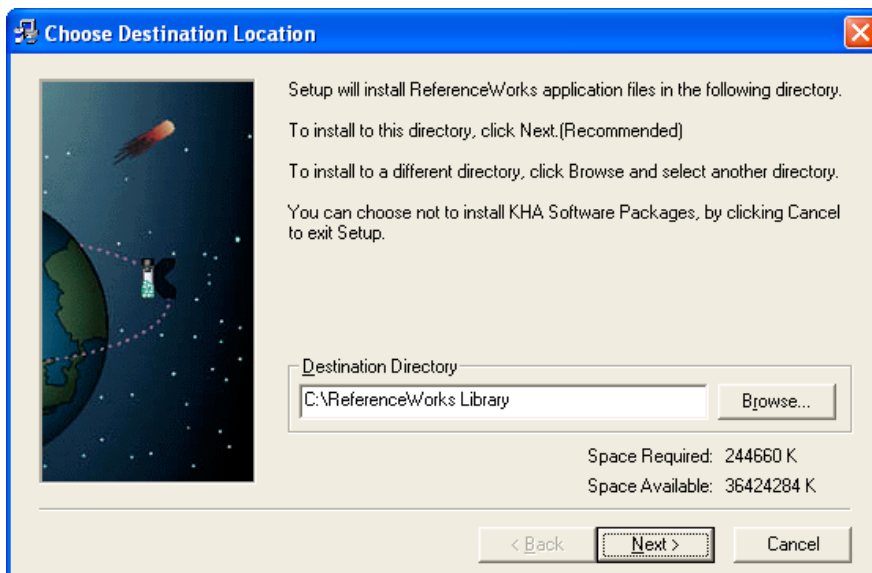 Choose Destination Location
Setup will install ReferenceWorks application files in the following directory.
To install to this directory, click Next.(Recommended)
To install to a different directory, click Browse and select another directory.
You can choose not to install KHA Software Packages, by clicking Cancel
to exit Setup.
Destination Directory
C:\ReferenceWorks Library
Browse...
Space Required: 244660 K
Space Available: 36424284 K
< Back
Next >
Cancel